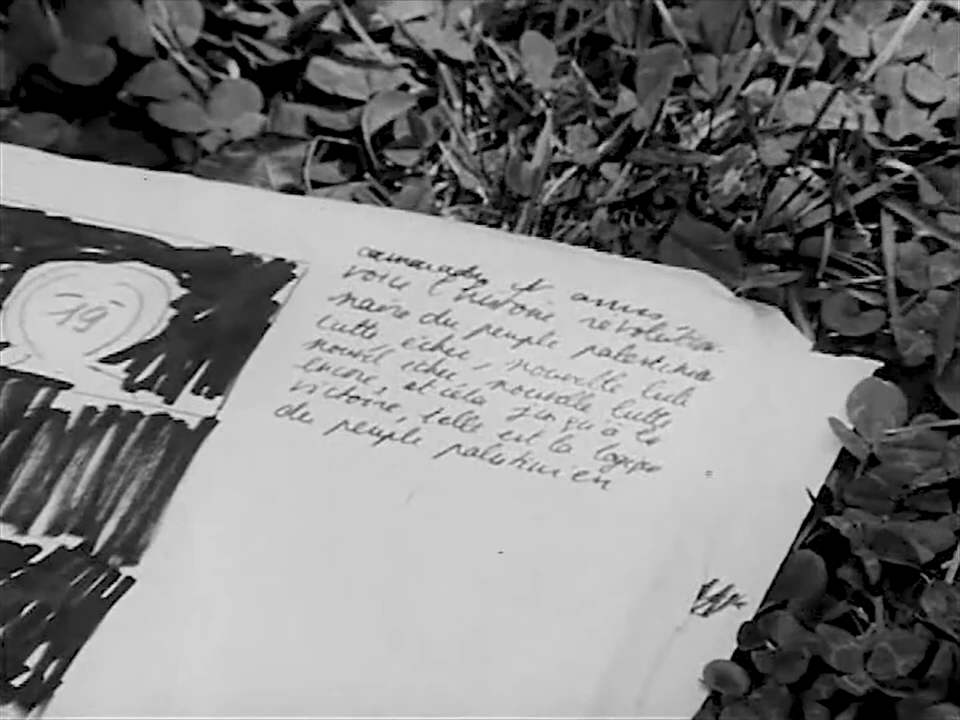 19
camarades et amis
voici l'histoire révolution-
naire du peuple palestinien
lutte, échec, nouvelle lutte
nouvel échec, nouvelle lutte
encore, et cela jusqu'à la
victoire, telle est la logique
du peuple palestinien